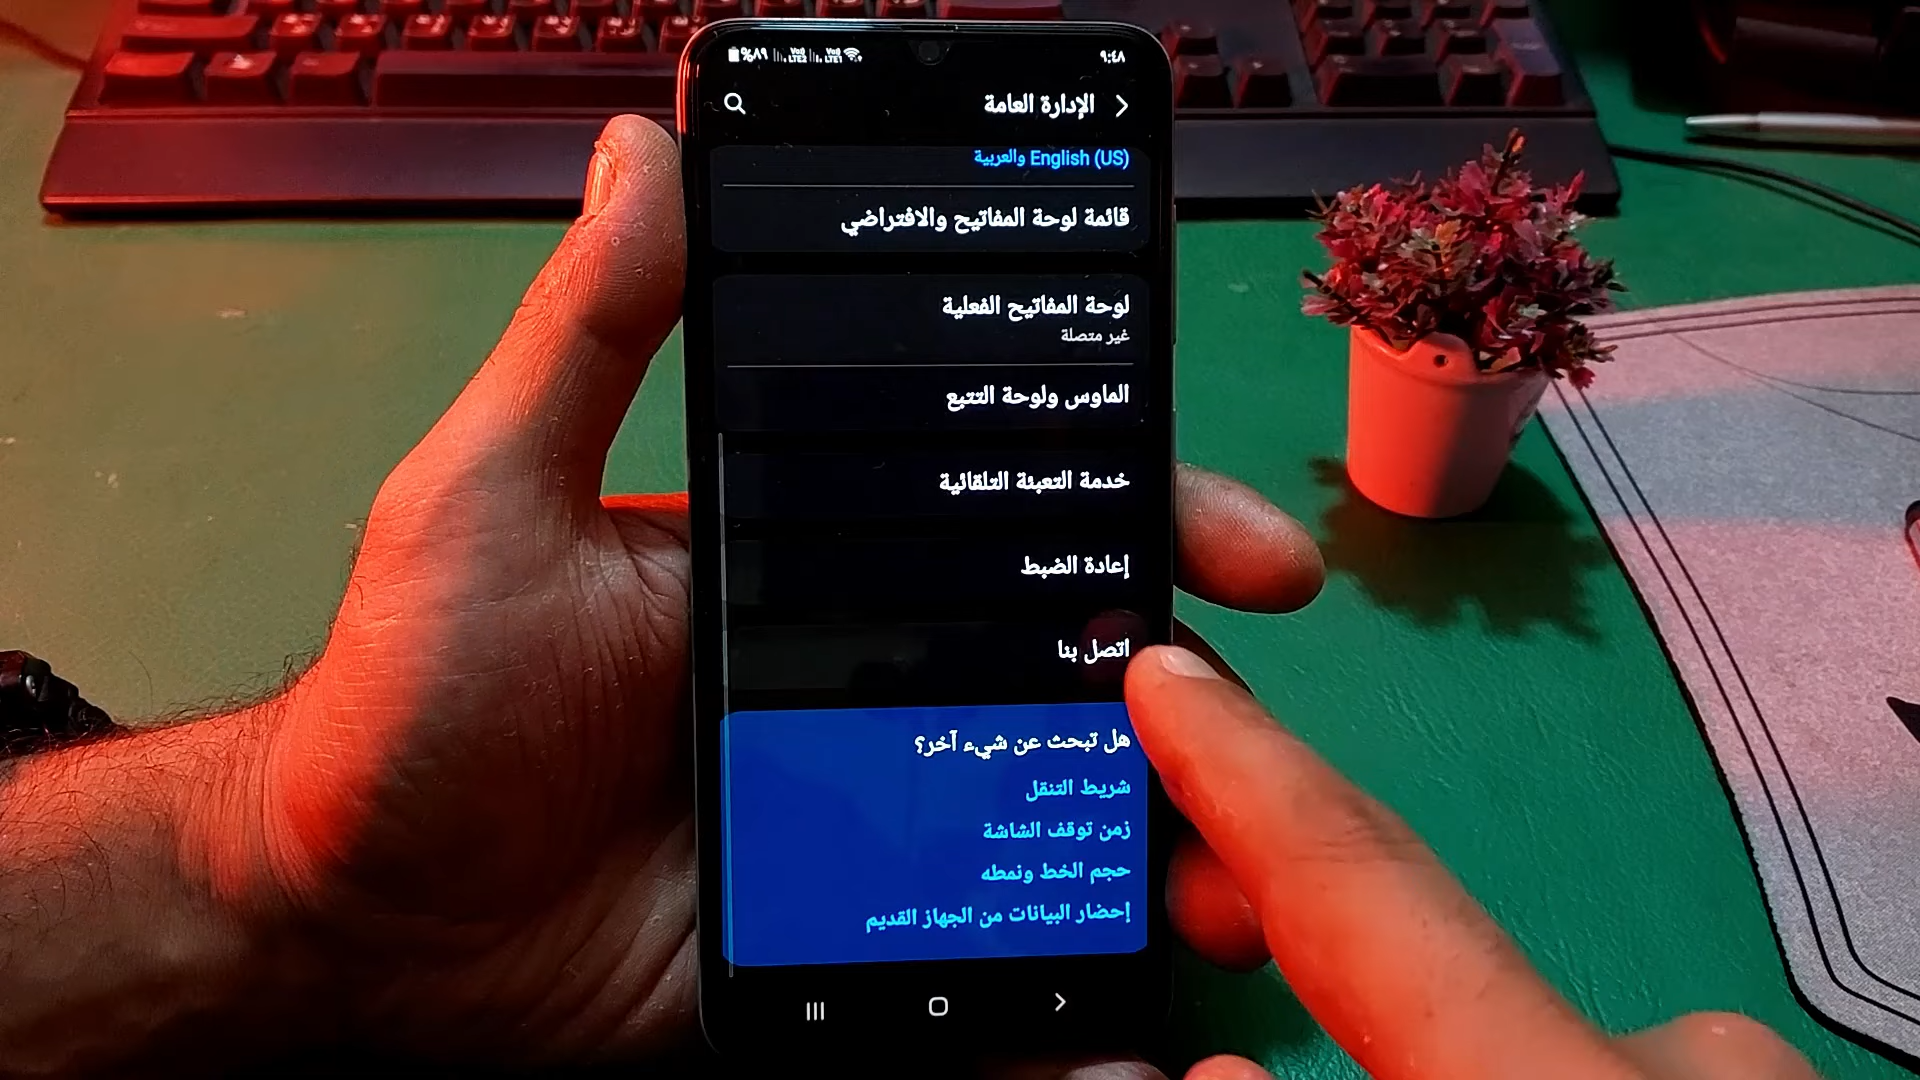 ٩:٤٨
%٨٩
الإدارة العامة
English (US) والعربية
قائمة لوحة المفاتيح والافتراضي
لوحة المفاتيح الفعلية
غير متصلة
الماوس ولوحة التتبع
خدمة التعبئة التلقائية
إعادة الضبط
اتصل بنا
هل تبحث عن شيء آخر؟
شريط التنقل
زمن توقف الشاشة
حجم الخط ونمطه
إحضار البيانات من الجهاز القديم